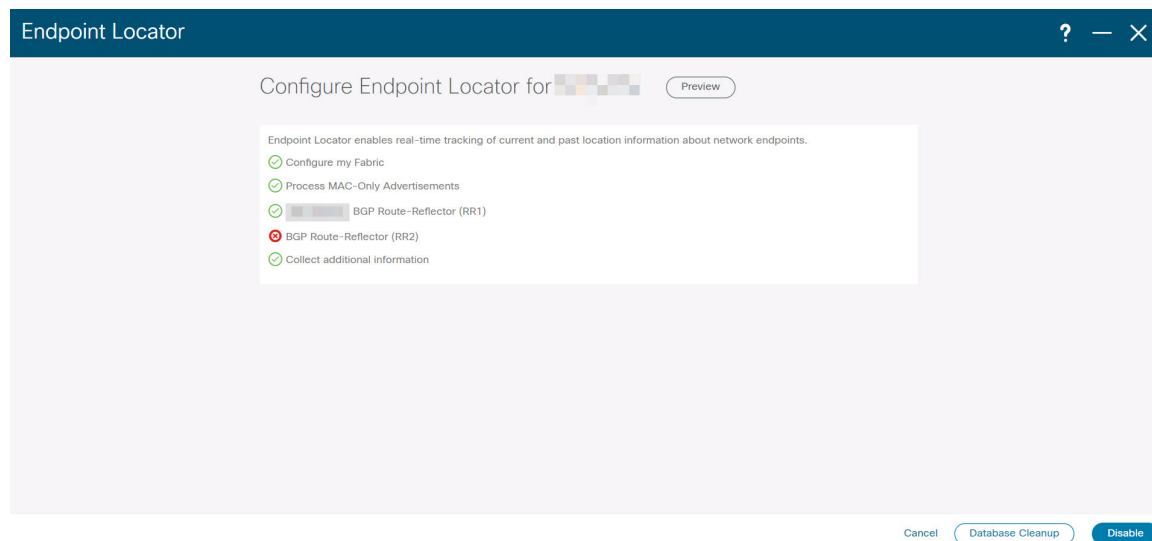 Endpoint Locator
?
Configure Endpoint Locator for
Preview
Endpoint Locator enables real-time tracking of current and past location information about network endpoints.
Configure my Fabric
Process MAC-Only Advertisements
BGP Route-Reflector (RR1)
BGP Route-Reflector (RR2)
Collect additional information
Cancel
Database Cleanup
Disable